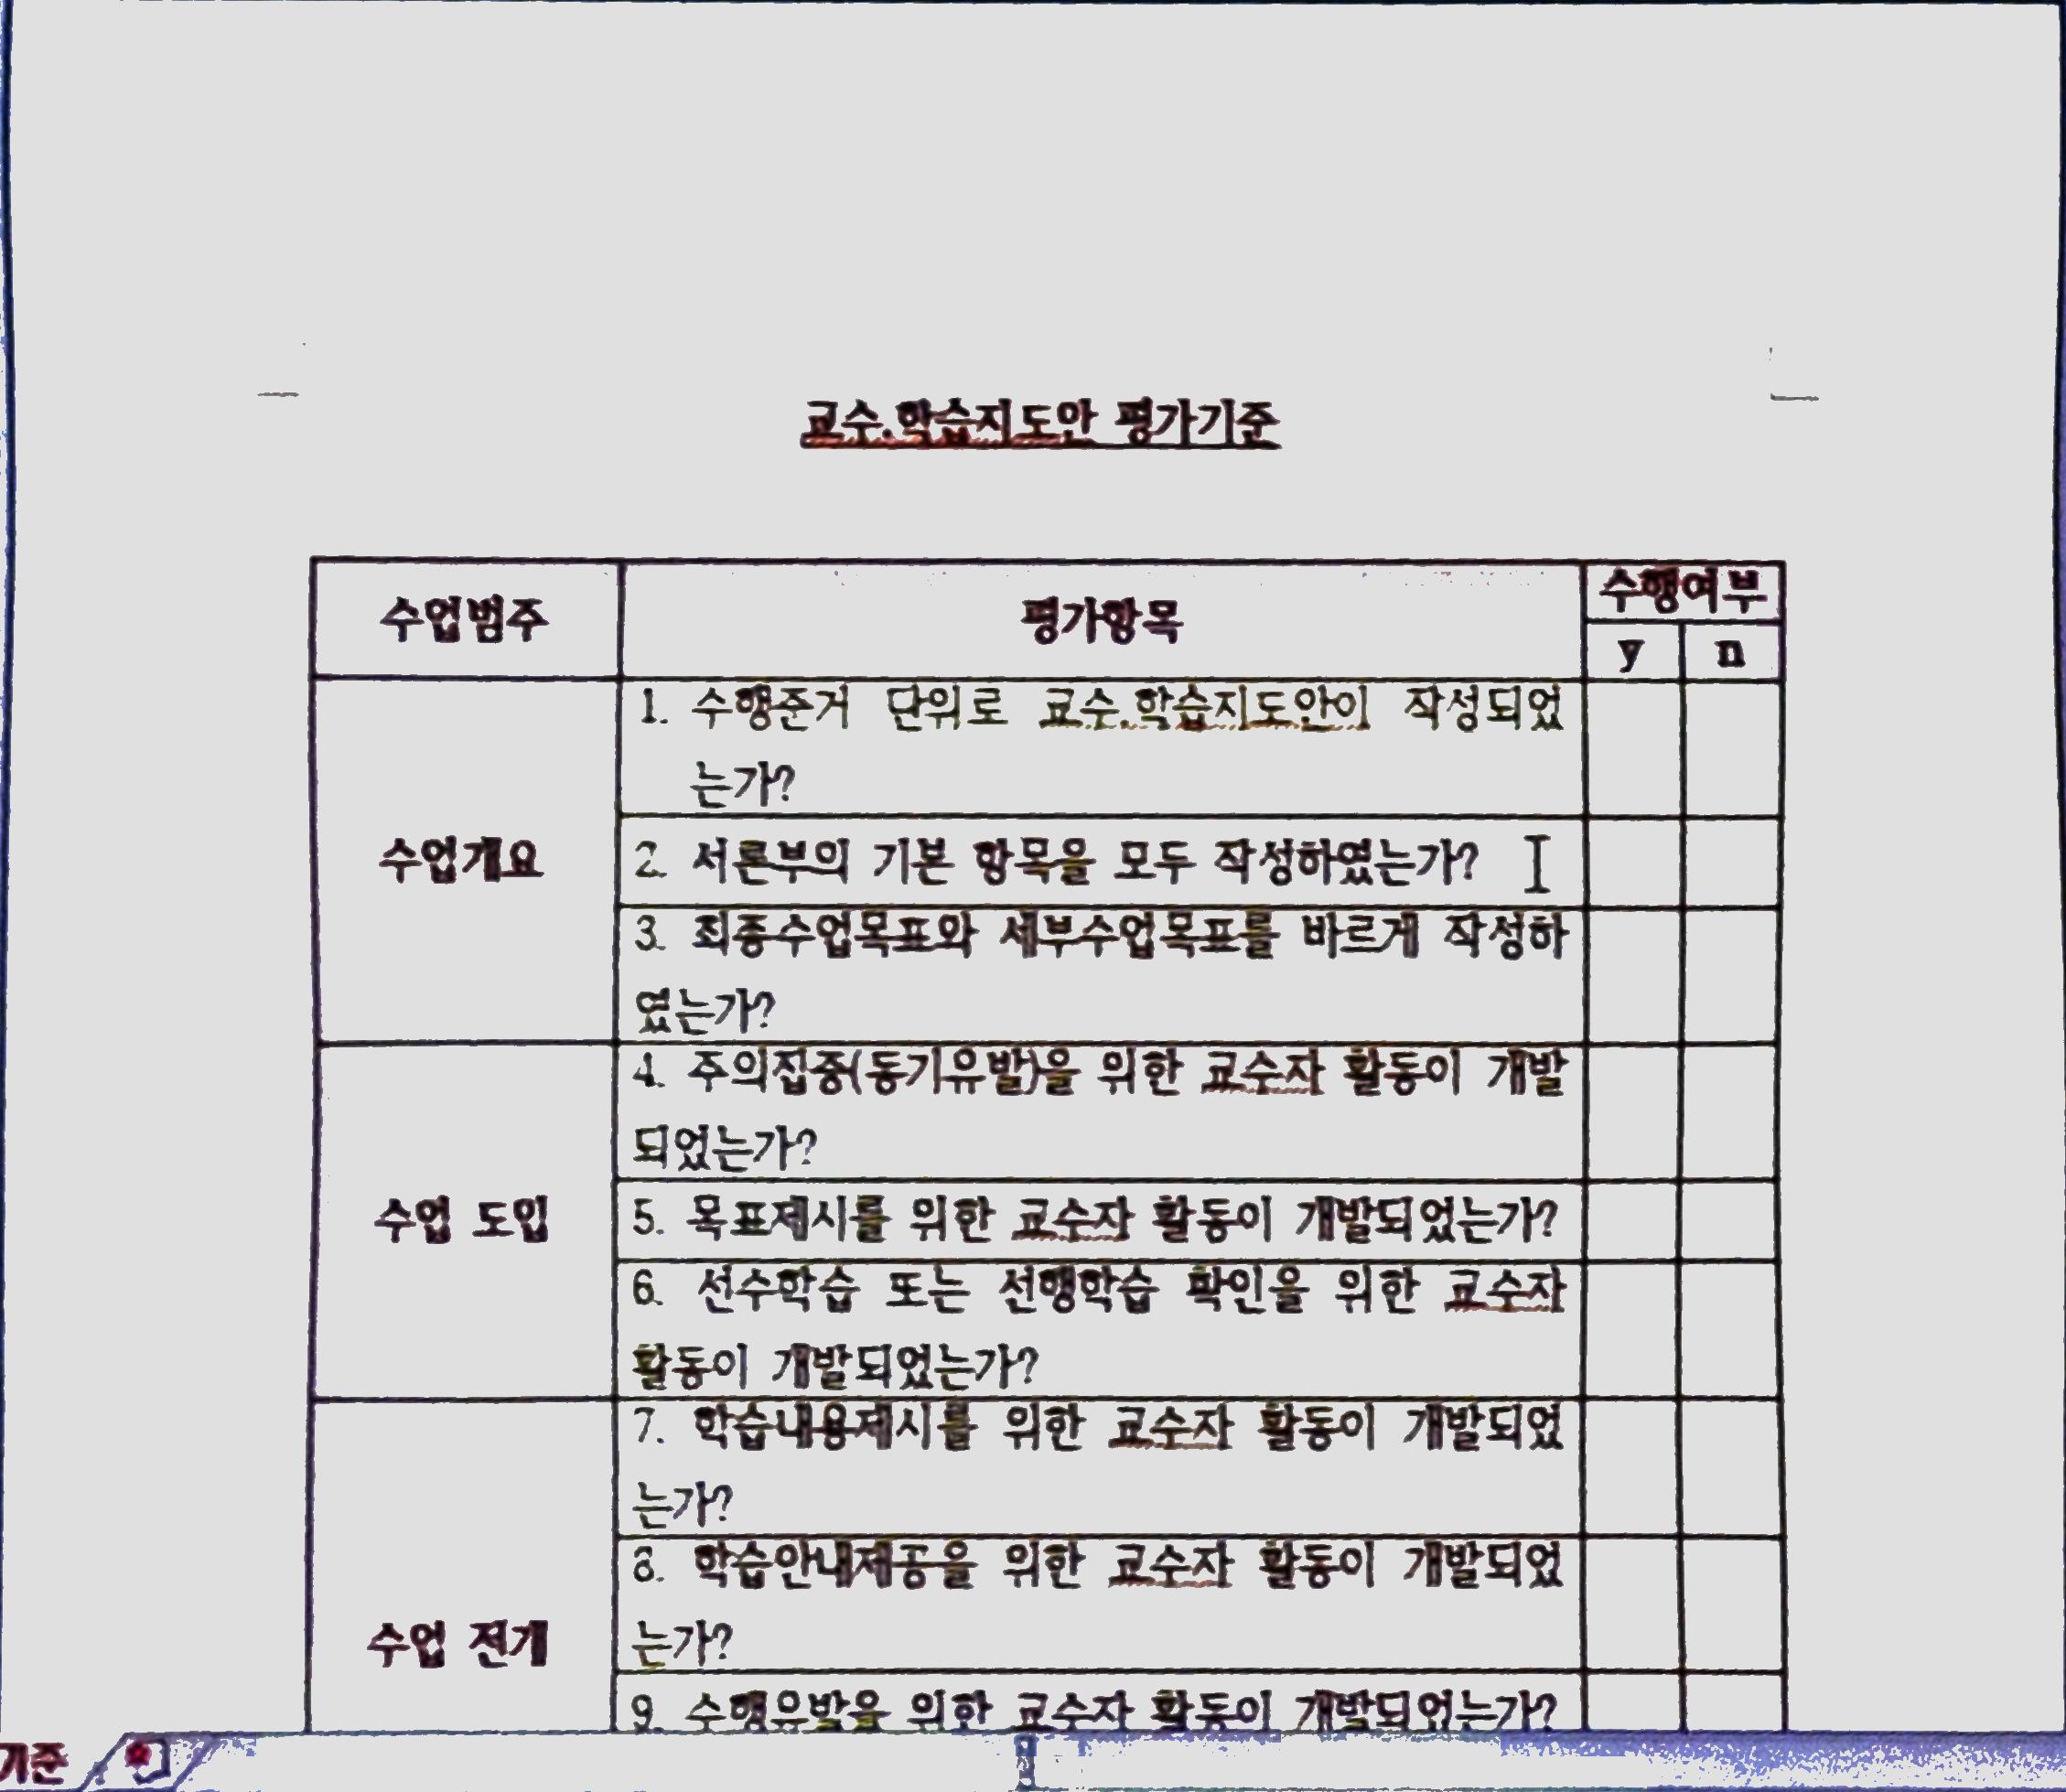 교수.학습지도안 평가기준
수업범주 평가항목 수행여부
y n
수업개요
1. 수행준거 단위로 교수.학습지도안이 작성되었
는가?
2. 서론부의 기본 항목을 모두 작성하였는가?
3. 최종수업목표와 세부수업목표를 바르게 작성하
였는가?
수업 도입
4. 주의집중(동기유발)을 위한 교수자 활동이 개발
되었는가?
5. 목표제시를 위한 교수자 활동이 개발되었는가?
6. 선수학습 또는 선행학습 확인을 위한 교수자
활동이 개발되었는가?
수업 전개
7. 학습내용제시를 위한 교수자 활동이 개발되었
는가?
8. 학습안내제공을 위한 교수자 활동이 개발되었
는가?
9. 수행유발을 위한 교수자 활동이 개발되었는가?
기준